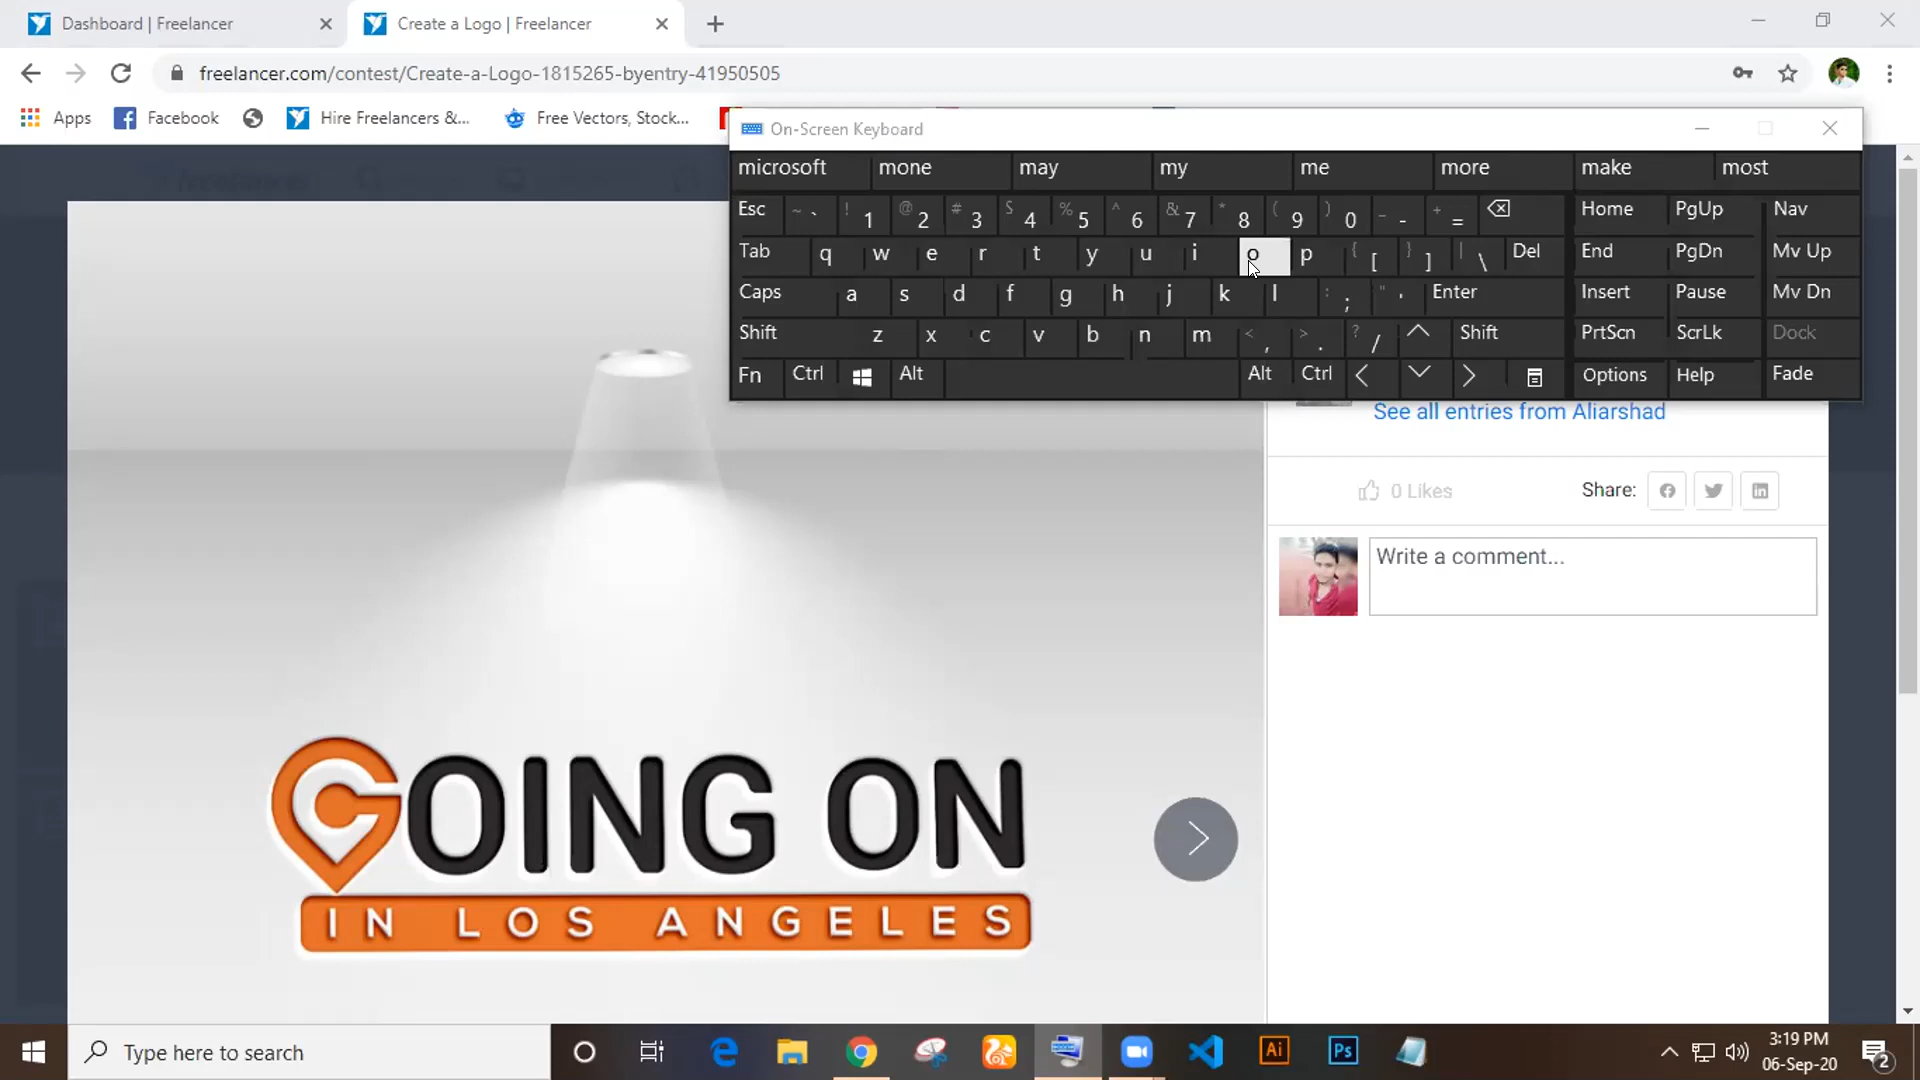 Dashboard | Freelancer
Create a Logo | Freelancer
freelancer.com/contest/Create-a-Logo-1815265-byentry-41950505
Apps Facebook Hire Freelancers &... Free Vectors, Stock...
On-Screen Keyboard
microsoft mone may my me more make most
Esc ~ ` ! 1 @ 2 # 3 $ 4 % 5 ^ 6 & 7 * 8 ( 9 ) 0 _ - + = Home PgUp Nav
Tab q w e r t y u i o p { [ } ] | \ Del End PgDn Mv Up
Caps a s d f g h j k l : ; " ' Enter Insert Pause Mv Dn
Shift z x c v b n m < , > . ? / Shift PrtScn ScrLk Dock
Fn Ctrl Alt Alt Ctrl Options Help Fade
See all entries from Aliarshad
0 Likes Share:
Write a comment...
GOING ON
IN LOS ANGELES
Type here to search
Ai Ps
3:19 PM
06-Sep-20
2